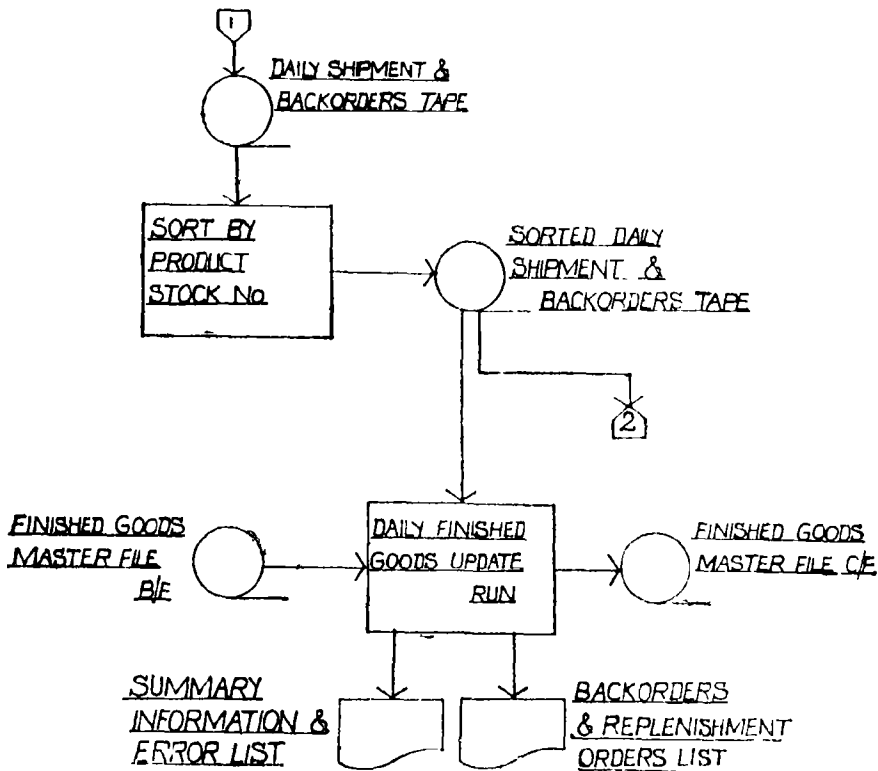 1
DAILY SHIPMENT &
BACKORDERS TAPE
SORT BY
PRODUCT
STOCK NO
SORTED DAILY
SHIPMENT &
BACKORDERS TAPE
2
FINISHED GOODS
MASTER FILE
B/F
DAILY FINISHED
GOODS UPDATE
RUN
FINISHED GOODS
MASTER FILE C/F
SUMMARY
INFORMATION &
ERROR LIST
BACKORDERS
& REPLENISHMENT
ORDERS LIST